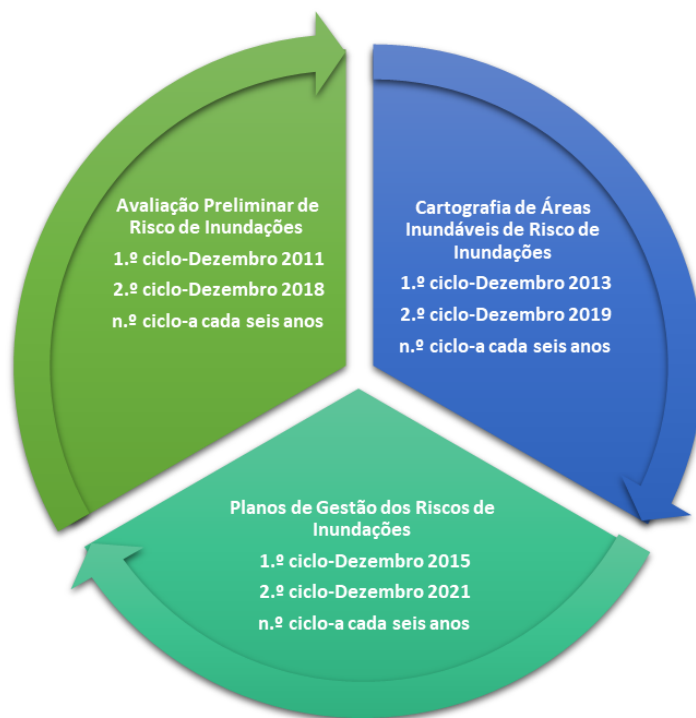 Avaliação Preliminar de
Risco de Inundações
1.º ciclo-Dezembro 2011
2.º ciclo-Dezembro 2018
n.º ciclo-a cada seis anos
Cartografia de Áreas
Inundáveis de Risco de
Inundações
1.º ciclo-Dezembro 2013
2.º ciclo-Dezembro 2019
n.º ciclo-a cada seis anos
Planos de Gestão dos Riscos de
Inundações
1.º ciclo-Dezembro 2015
2.º ciclo-Dezembro 2021
n.º ciclo-a cada seis anos